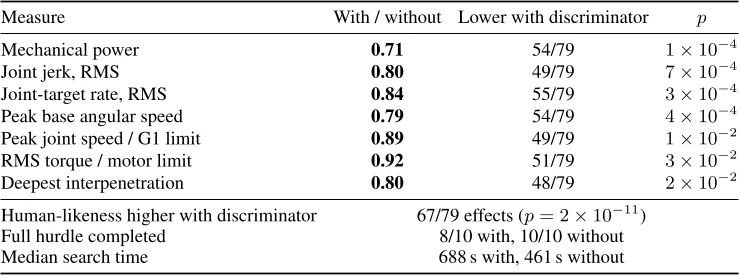 Measure With / without Lower with discriminator p
Mechanical power 0.71 54/79 1 × 10⁻⁴
Joint jerk, RMS 0.80 49/79 7 × 10⁻⁴
Joint-target rate, RMS 0.84 55/79 3 × 10⁻⁴
Peak base angular speed 0.79 54/79 4 × 10⁻⁴
Peak joint speed / G1 limit 0.89 49/79 1 × 10⁻²
RMS torque / motor limit 0.92 51/79 3 × 10⁻²
Deepest interpenetration 0.80 48/79 2 × 10⁻²
Human-likeness higher with discriminator 67/79 effects (p = 2 × 10⁻¹¹)
Full hurdle completed 8/10 with, 10/10 without
Median search time 688 s with, 461 s without